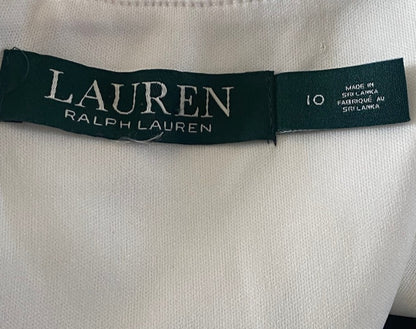 LAUREN
RALPH LAUREN
10
MADE IN
SRI LANKA
FABRIQUÉ AU
SRI LANKA